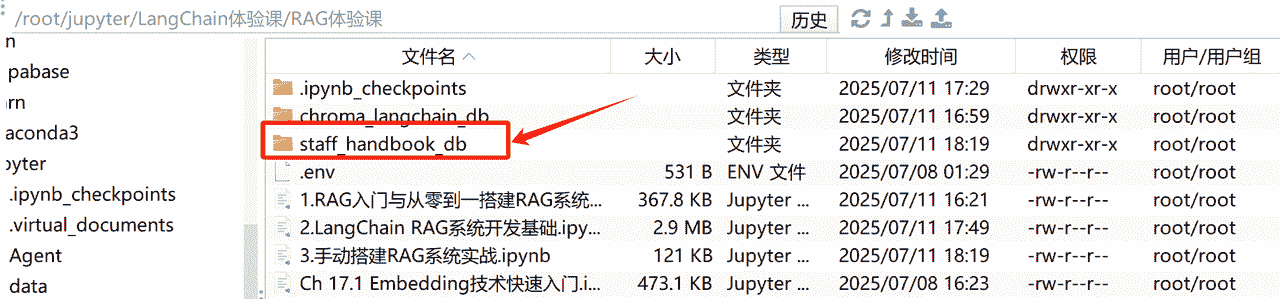 /root/jupyter/LangChain体验课/RAG体验课 历史
文件名 大小 类型 修改时间 权限 用户/用户组
pabase
.ipynb_checkpoints 文件夹 2025/07/11 17:29 drwxr-xr-x root/root
arn
chroma_langchain_db 文件夹 2025/07/11 16:59 drwxr-xr-x root/root
aconda3
staff_handbook_db 文件夹 2025/07/11 18:19 drwxr-xr-x root/root
pyter
.env 531 B ENV 文件 2025/07/08 01:29 -rw-r--r-- root/root
.ipynb_checkpoints
1.RAG入门与从零到一搭建RAG系统... 367.8 KB Jupyter ... 2025/07/11 16:21 -rw-r--r-- root/root
.virtual_documents
2.LangChain RAG系统开发基础.ipy... 2.9 MB Jupyter ... 2025/07/11 17:49 -rw-r--r-- root/root
Agent
3.手动搭建RAG系统实战.ipynb 121 KB Jupyter ... 2025/07/11 18:19 -rw-r--r-- root/root
data
Ch 17.1 Embedding技术快速入门.i... 473.1 KB Jupyter ... 2025/07/08 16:23 -rw-r--r-- root/root